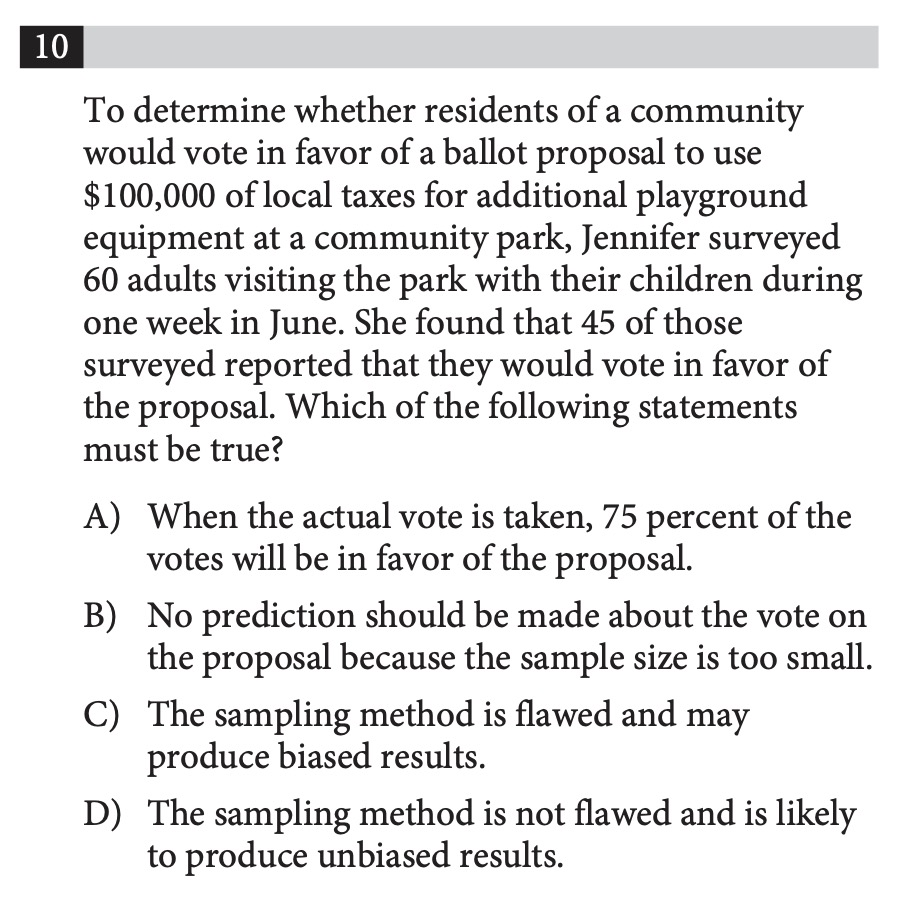 10
To determine whether residents of a community
would vote in favor of a ballot proposal to use
$100,000 of local taxes for additional playground
equipment at a community park, Jennifer surveyed
60 adults visiting the park with their children during
one week in June. She found that 45 of those
surveyed reported that they would vote in favor of
the proposal. Which of the following statements
must be true?
A) When the actual vote is taken, 75 percent of the
votes will be in favor of the proposal.
B) No prediction should be made about the vote on
the proposal because the sample size is too small.
C) The sampling method is flawed and may
produce biased results.
D) The sampling method is not flawed and is likely
to produce unbiased results.